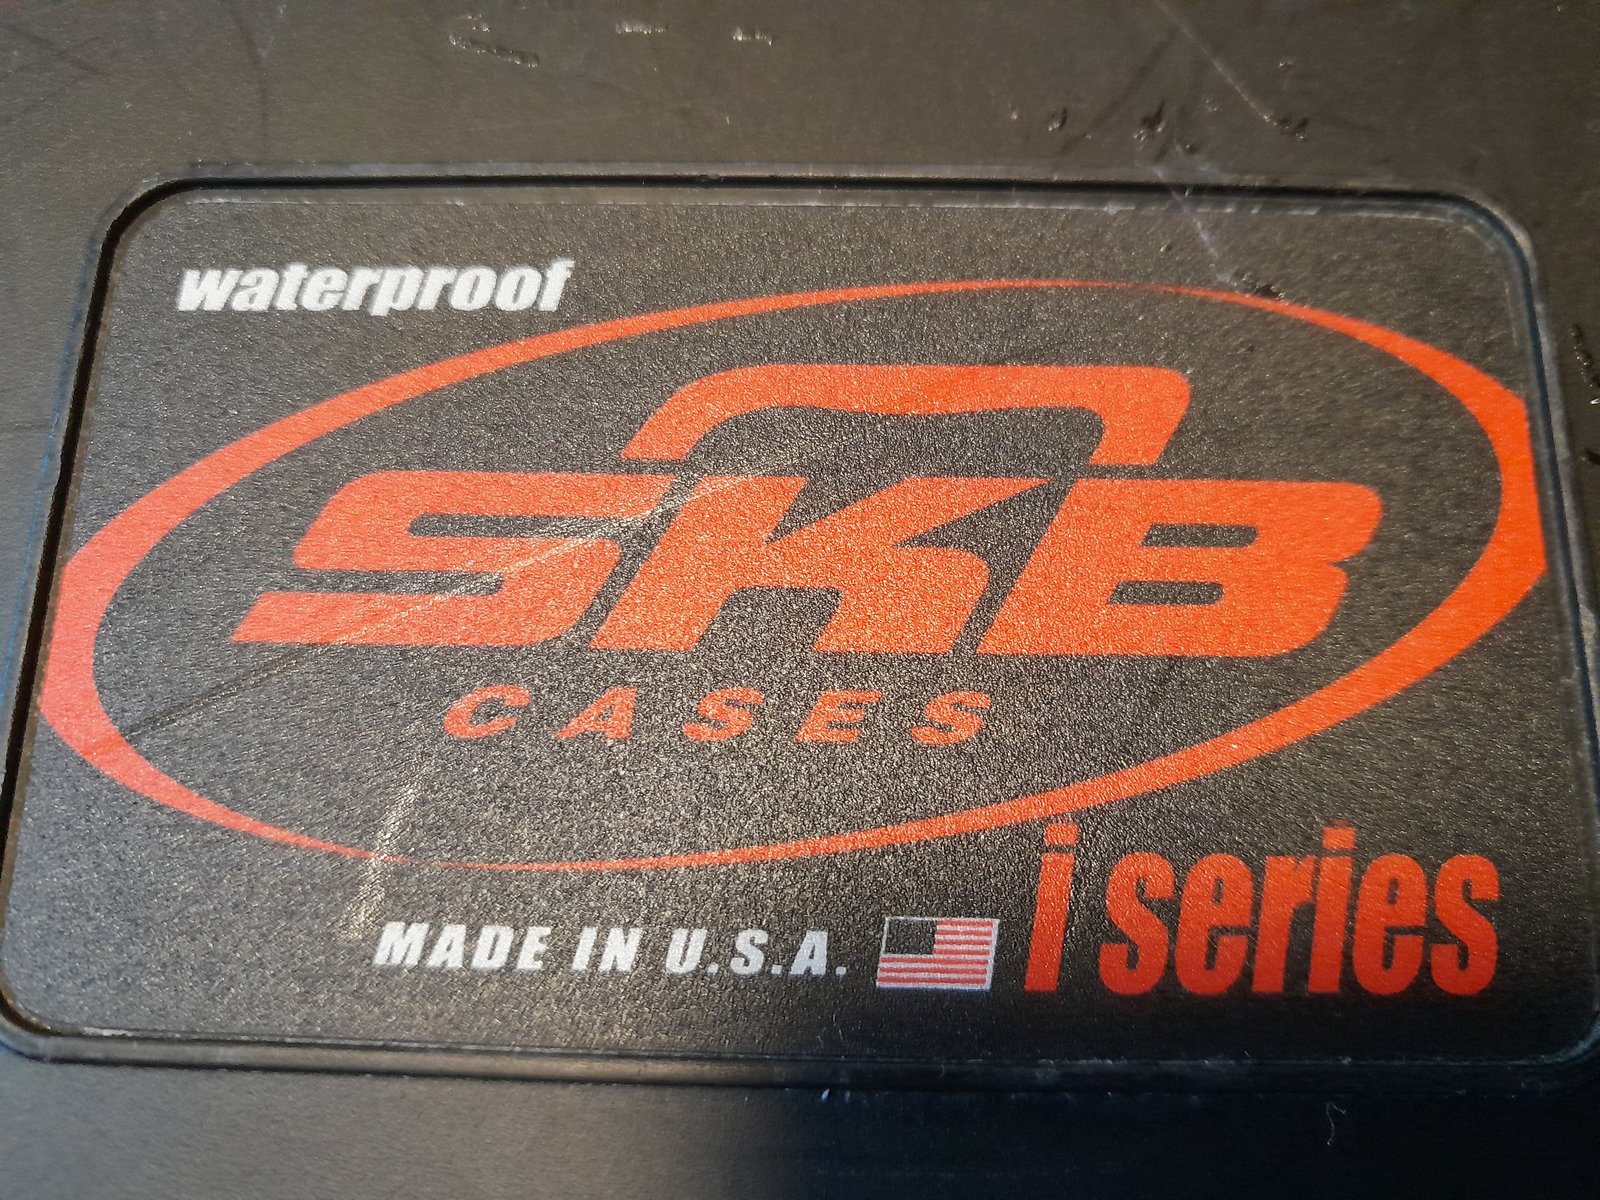 waterproof
SKB
CASES
MADE IN U.S.A.
i series